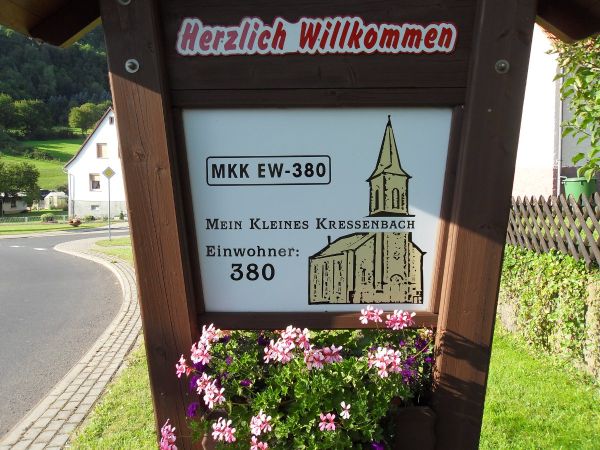 Herzlich Willkommen
MKK EW-380
Mein Kleines Kressenbach
Einwohner:
380